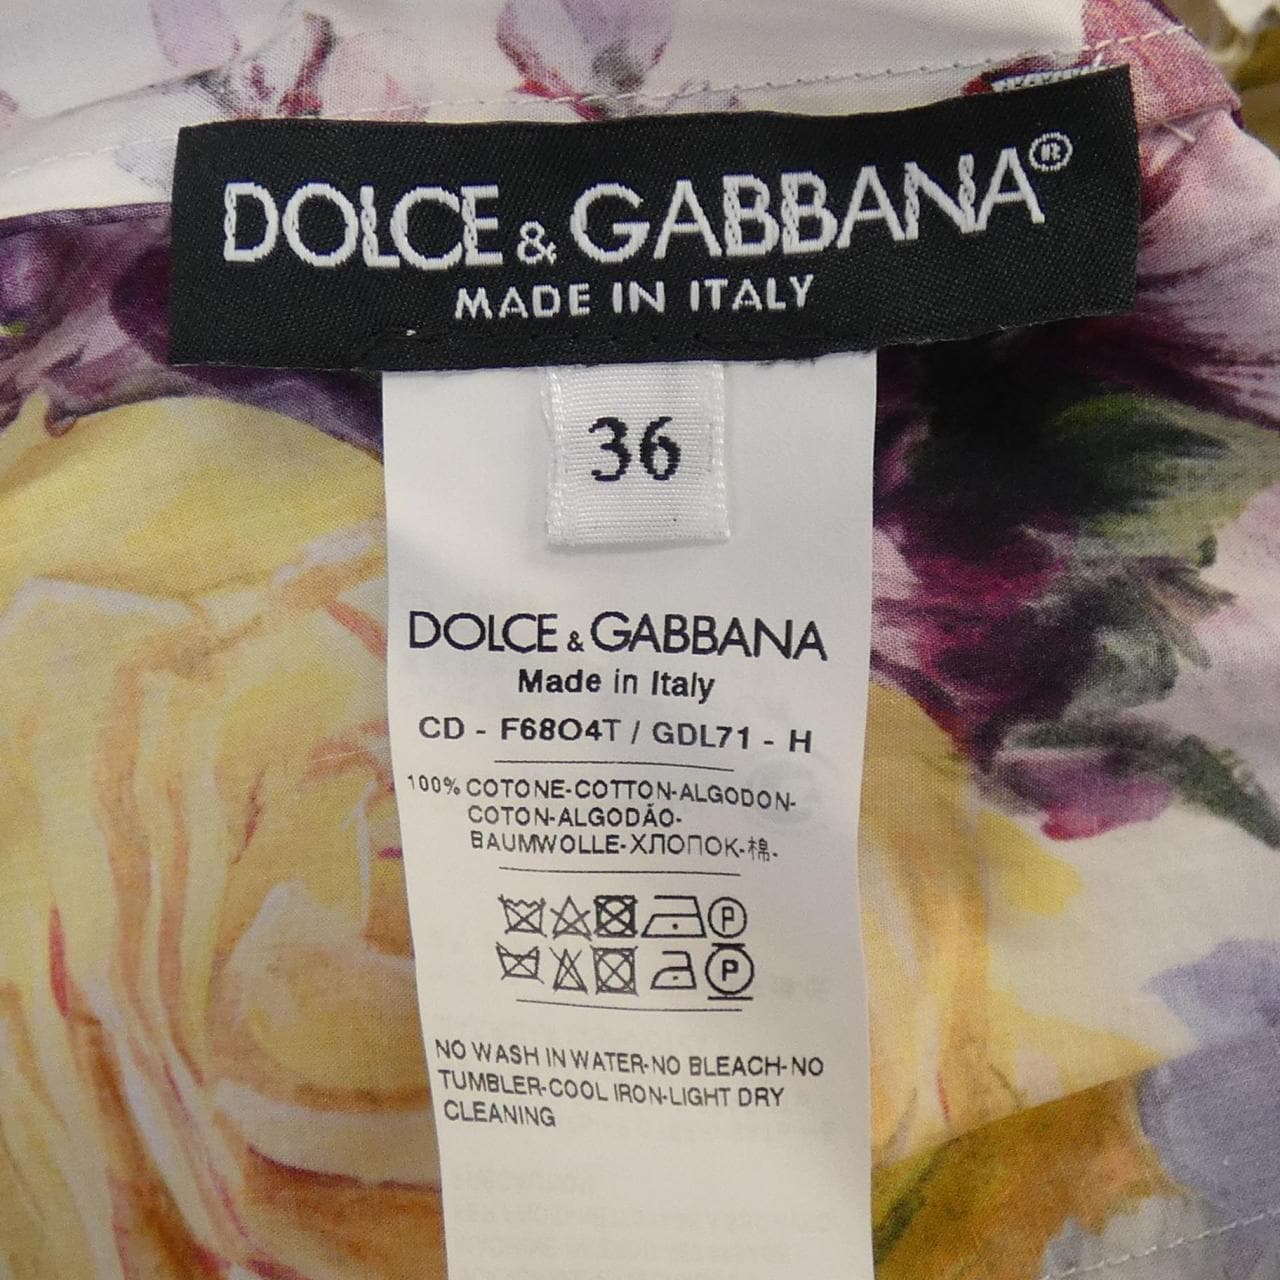 DOLCE & GABBANA®
MADE IN ITALY
36
DOLCE & GABBANA
Made in Italy
CD - F68O4T / GDL71 - H
100% COTONE-COTTON-ALGODON-
COTON-ALGODÃO-
BAUMWOLLE-ХЛОПОК-棉-
P
P
NO WASH IN WATER-NO BLEACH-NO
TUMBLER-COOL IRON-LIGHT DRY
CLEANING